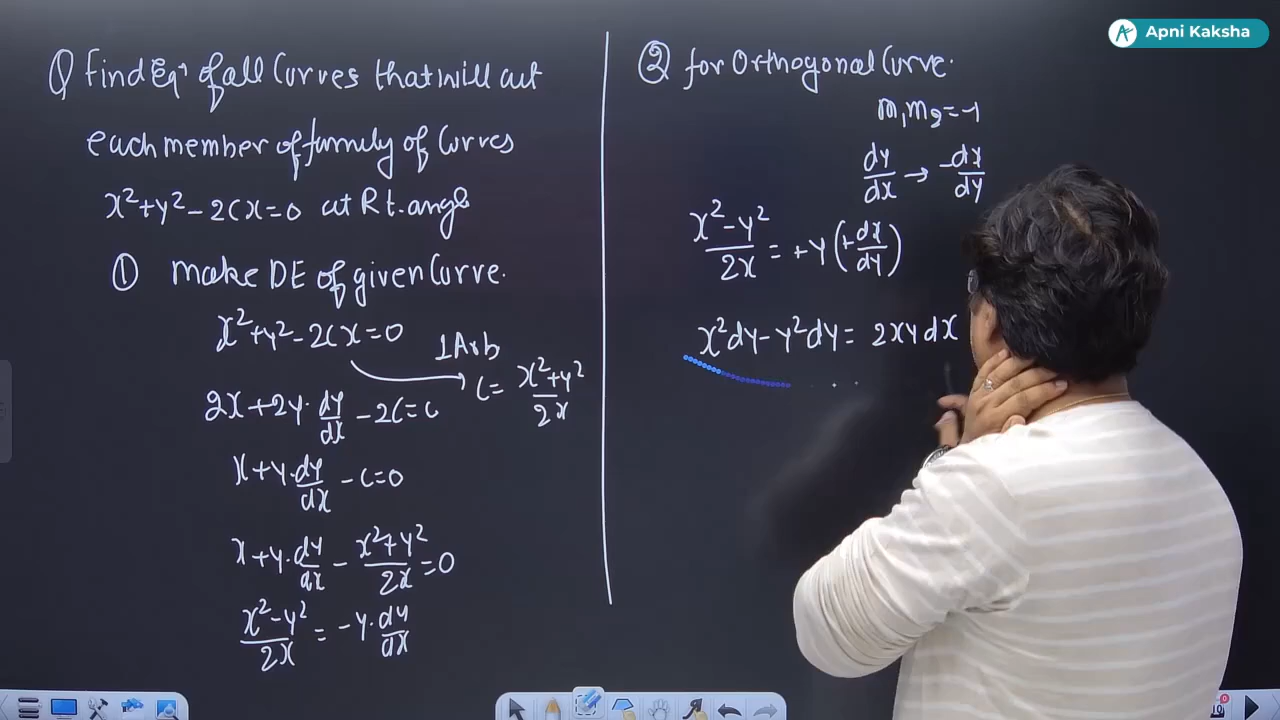 Q Find Eqn of all Curves that will cut
each member of family of Curves
x²+y²-2Cx=0 at Rt. angle
① make DE of given Curve.
x²+y²-2Cx=0
1 Arb
C= x²+y²/2x
2x+2y.dy/dx-2C=0
x+y.dy/dx-C=0
x+y.dy/dx-x²+y²/2x=0
x²-y²/2x=-y.dy/dx
② for Orthogonal Curve.
m₁m₂=-1
dy/dx→-dx/dy
x²-y²/2x=+y(+dx/dy)
x²dy-y²dy=2xydx
Apni Kaksha